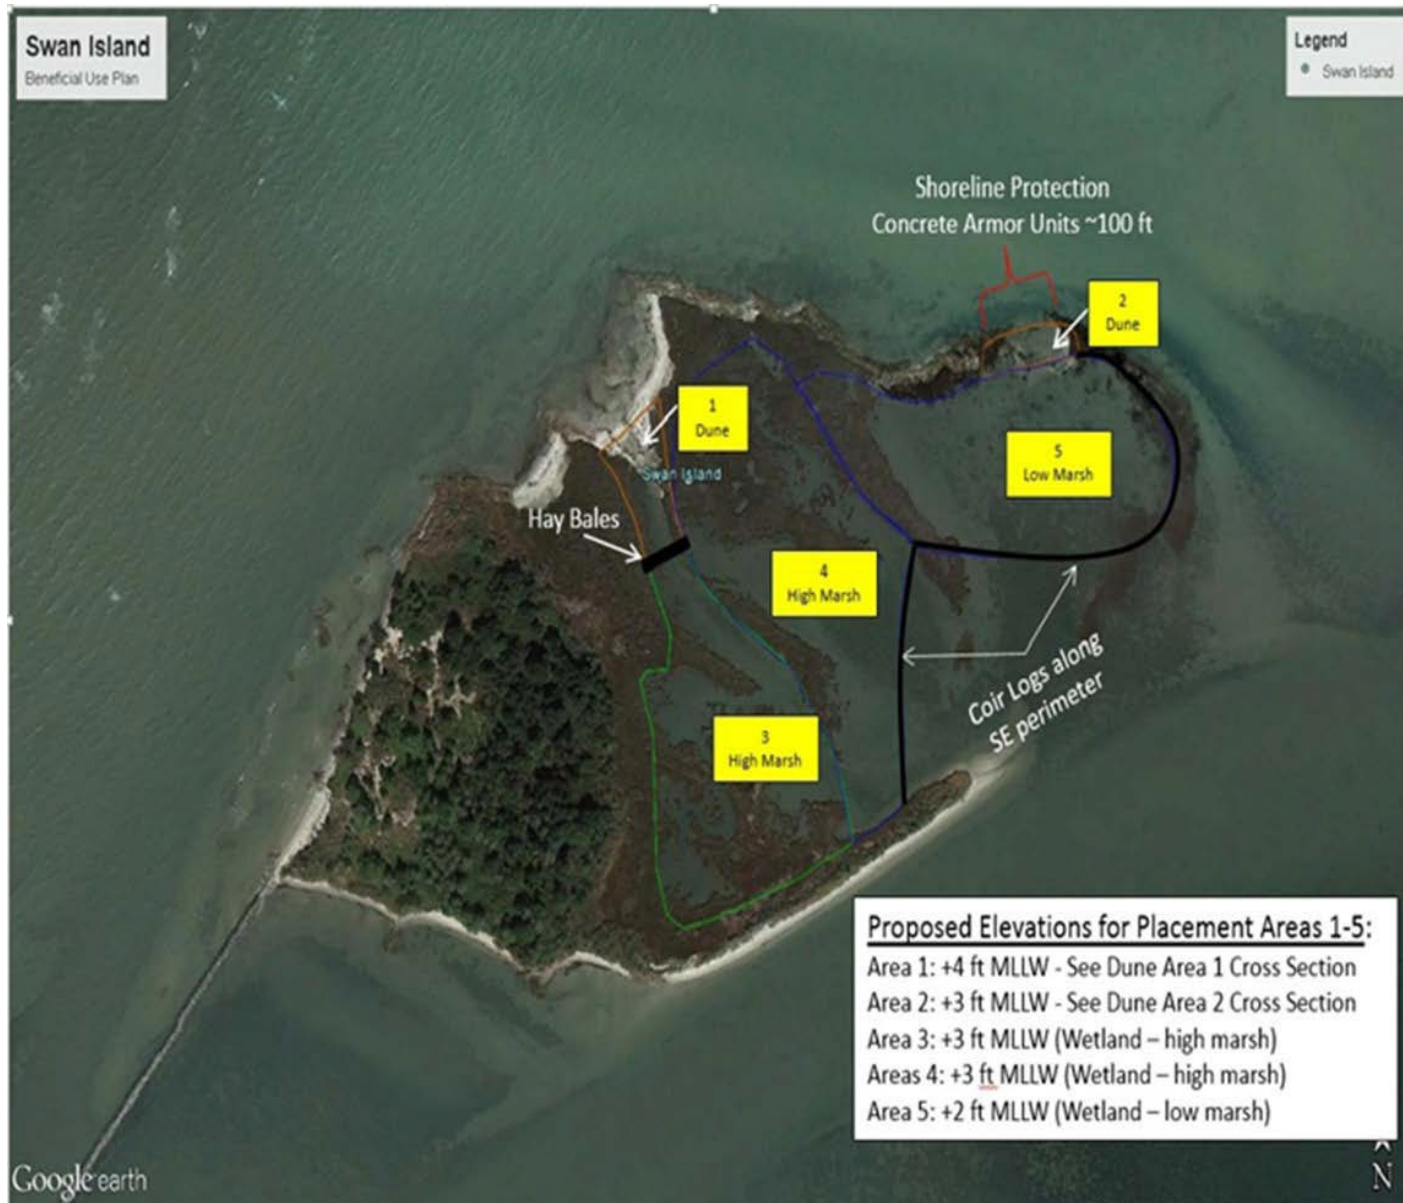 Swan Island
Beneficial Use Plan
Legend
Swan Island
Shoreline Protection
Concrete Armor Units ~100 ft
2
Dune
1
Dune
Swan Island
5
Low Marsh
Hay Bales
4
High Marsh
Coir Logs along
SE perimeter
3
High Marsh
Proposed Elevations for Placement Areas 1-5:
Area 1: +4 ft MLLW - See Dune Area 1 Cross Section
Area 2: +3 ft MLLW - See Dune Area 2 Cross Section
Area 3: +3 ft MLLW (Wetland – high marsh)
Areas 4: +3 ft MLLW (Wetland – high marsh)
Area 5: +2 ft MLLW (Wetland – low marsh)
Google earth
N